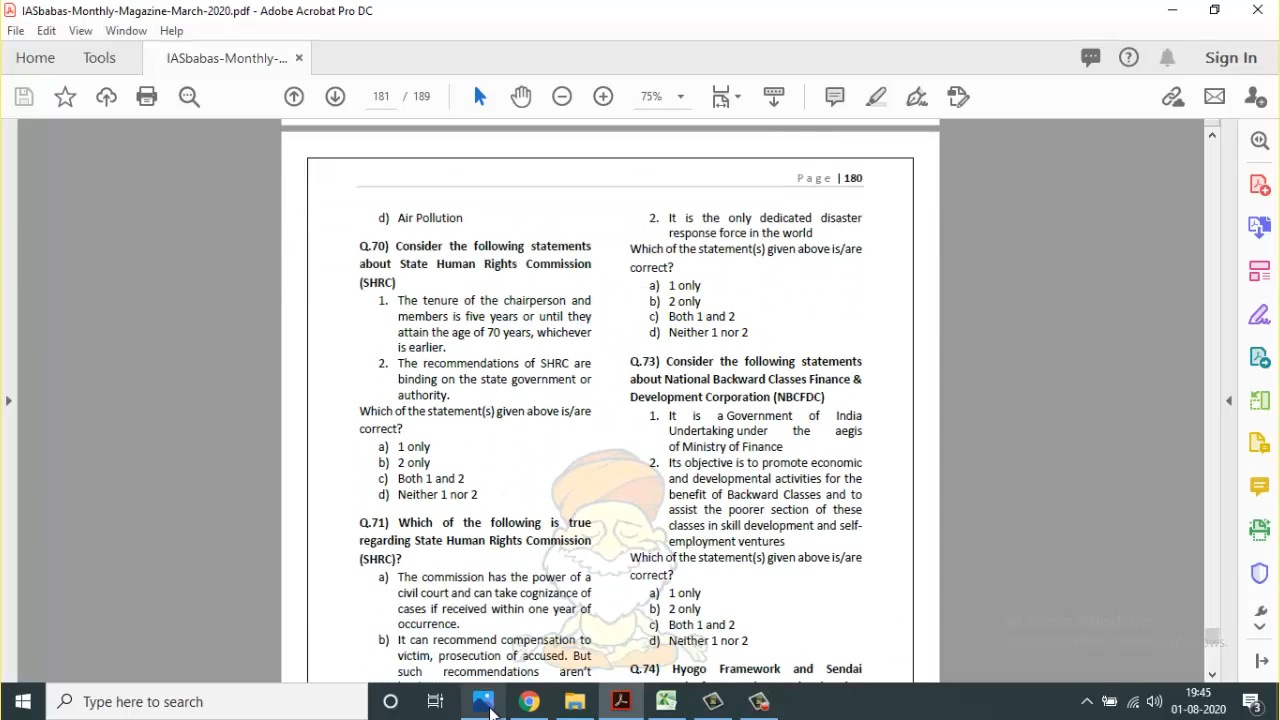 IASbabas-Monthly-Magazine-March-2020.pdf - Adobe Acrobat Pro DC
File Edit View Window Help
Home Tools IASbabas-Monthly-... × Sign In
181 / 189 75%
P a g e | 180
d) Air Pollution
Q.70) Consider the following statements
about State Human Rights Commission
(SHRC)
1. The tenure of the chairperson and
members is five years or until they
attain the age of 70 years, whichever
is earlier.
2. The recommendations of SHRC are
binding on the state government or
authority.
Which of the statement(s) given above is/are
correct?
a) 1 only
b) 2 only
c) Both 1 and 2
d) Neither 1 nor 2
Q.71) Which of the following is true
regarding State Human Rights Commission
(SHRC)?
a) The commission has the power of a
civil court and can take cognizance of
cases if received within one year of
occurrence.
b) It can recommend compensation to
victim, prosecution of accused. But
such recommendations aren't
2. It is the only dedicated disaster
response force in the world
Which of the statement(s) given above is/are
correct?
a) 1 only
b) 2 only
c) Both 1 and 2
d) Neither 1 nor 2
Q.73) Consider the following statements
about National Backward Classes Finance &
Development Corporation (NBCFDC)
1. It is a Government of India
Undertaking under the aegis
of Ministry of Finance
2. Its objective is to promote economic
and developmental activities for the
benefit of Backward Classes and to
assist the poorer section of these
classes in skill development and self-
employment ventures
Which of the statement(s) given above is/are
correct?
a) 1 only
b) 2 only
c) Both 1 and 2
d) Neither 1 nor 2
Q.74) Hyogo Framework and Sendai
Type here to search
19:45
01-08-2020
3